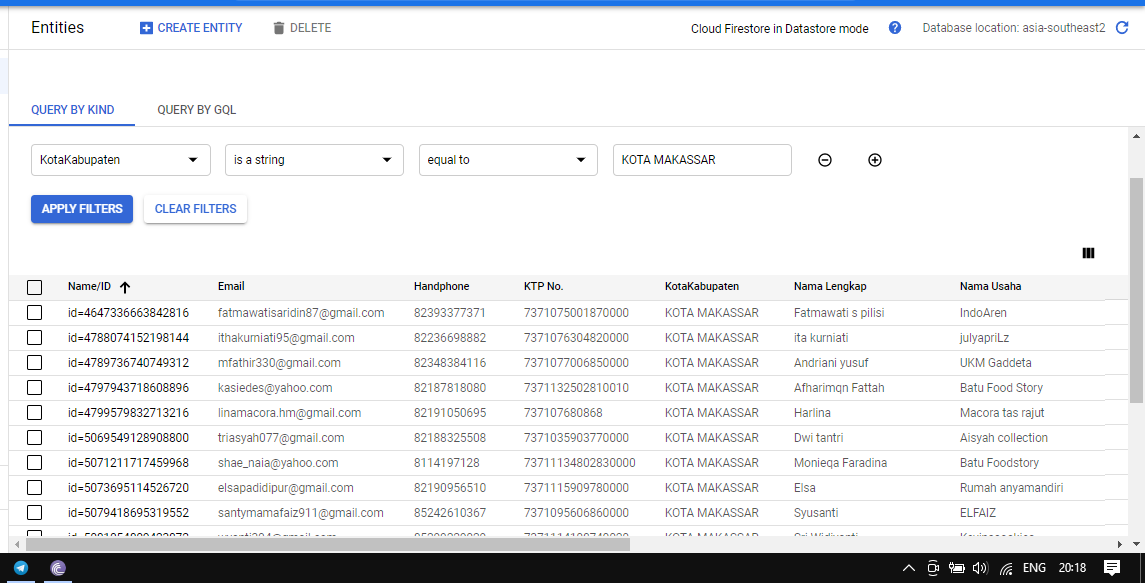 Entities CREATE ENTITY DELETE Cloud Firestore in Datastore mode Database location: asia-southeast2
QUERY BY KIND QUERY BY GQL
KotaKabupaten is a string equal to KOTA MAKASSAR
APPLY FILTERS CLEAR FILTERS
Name/ID Email Handphone KTP No. KotaKabupaten Nama Lengkap Nama Usaha
id=4647336663842816 fatmawatisaridin87@gmail.com 82393377371 7371075001870000 KOTA MAKASSAR Fatmawati s pilisi IndoAren
id=4788074152198144 ithakurniati95@gmail.com 82236698882 7371076304820000 KOTA MAKASSAR ita kurniati julyapriLz
id=4789736740749312 mfathir330@gmail.com 82348384116 7371077006850000 KOTA MAKASSAR Andriani yusuf UKM Gaddeta
id=4797943718608896 kasiedes@yahoo.com 82187818080 7371132502810010 KOTA MAKASSAR Afharimqn Fattah Batu Food Story
id=4799579832713216 linamacora.hm@gmail.com 82191050695 737107680868 KOTA MAKASSAR Harlina Macora tas rajut
id=5069549128908800 triasyah077@gmail.com 82188325508 7371035903770000 KOTA MAKASSAR Dwi tantri Aisyah collection
id=5071211717459968 shae_naia@yahoo.com 8114197128 73711134802830000 KOTA MAKASSAR Monieqa Faradina Batu Foodstory
id=5073695114526720 elsapadidipur@gmail.com 82190956510 7371115909780000 KOTA MAKASSAR Elsa Rumah anyamandiri
id=5079418695319552 santymamafaiz911@gmail.com 85242610367 7371095606860000 KOTA MAKASSAR Syusanti ELFAIZ
KOTA MAKASSAR
ENG 20:18